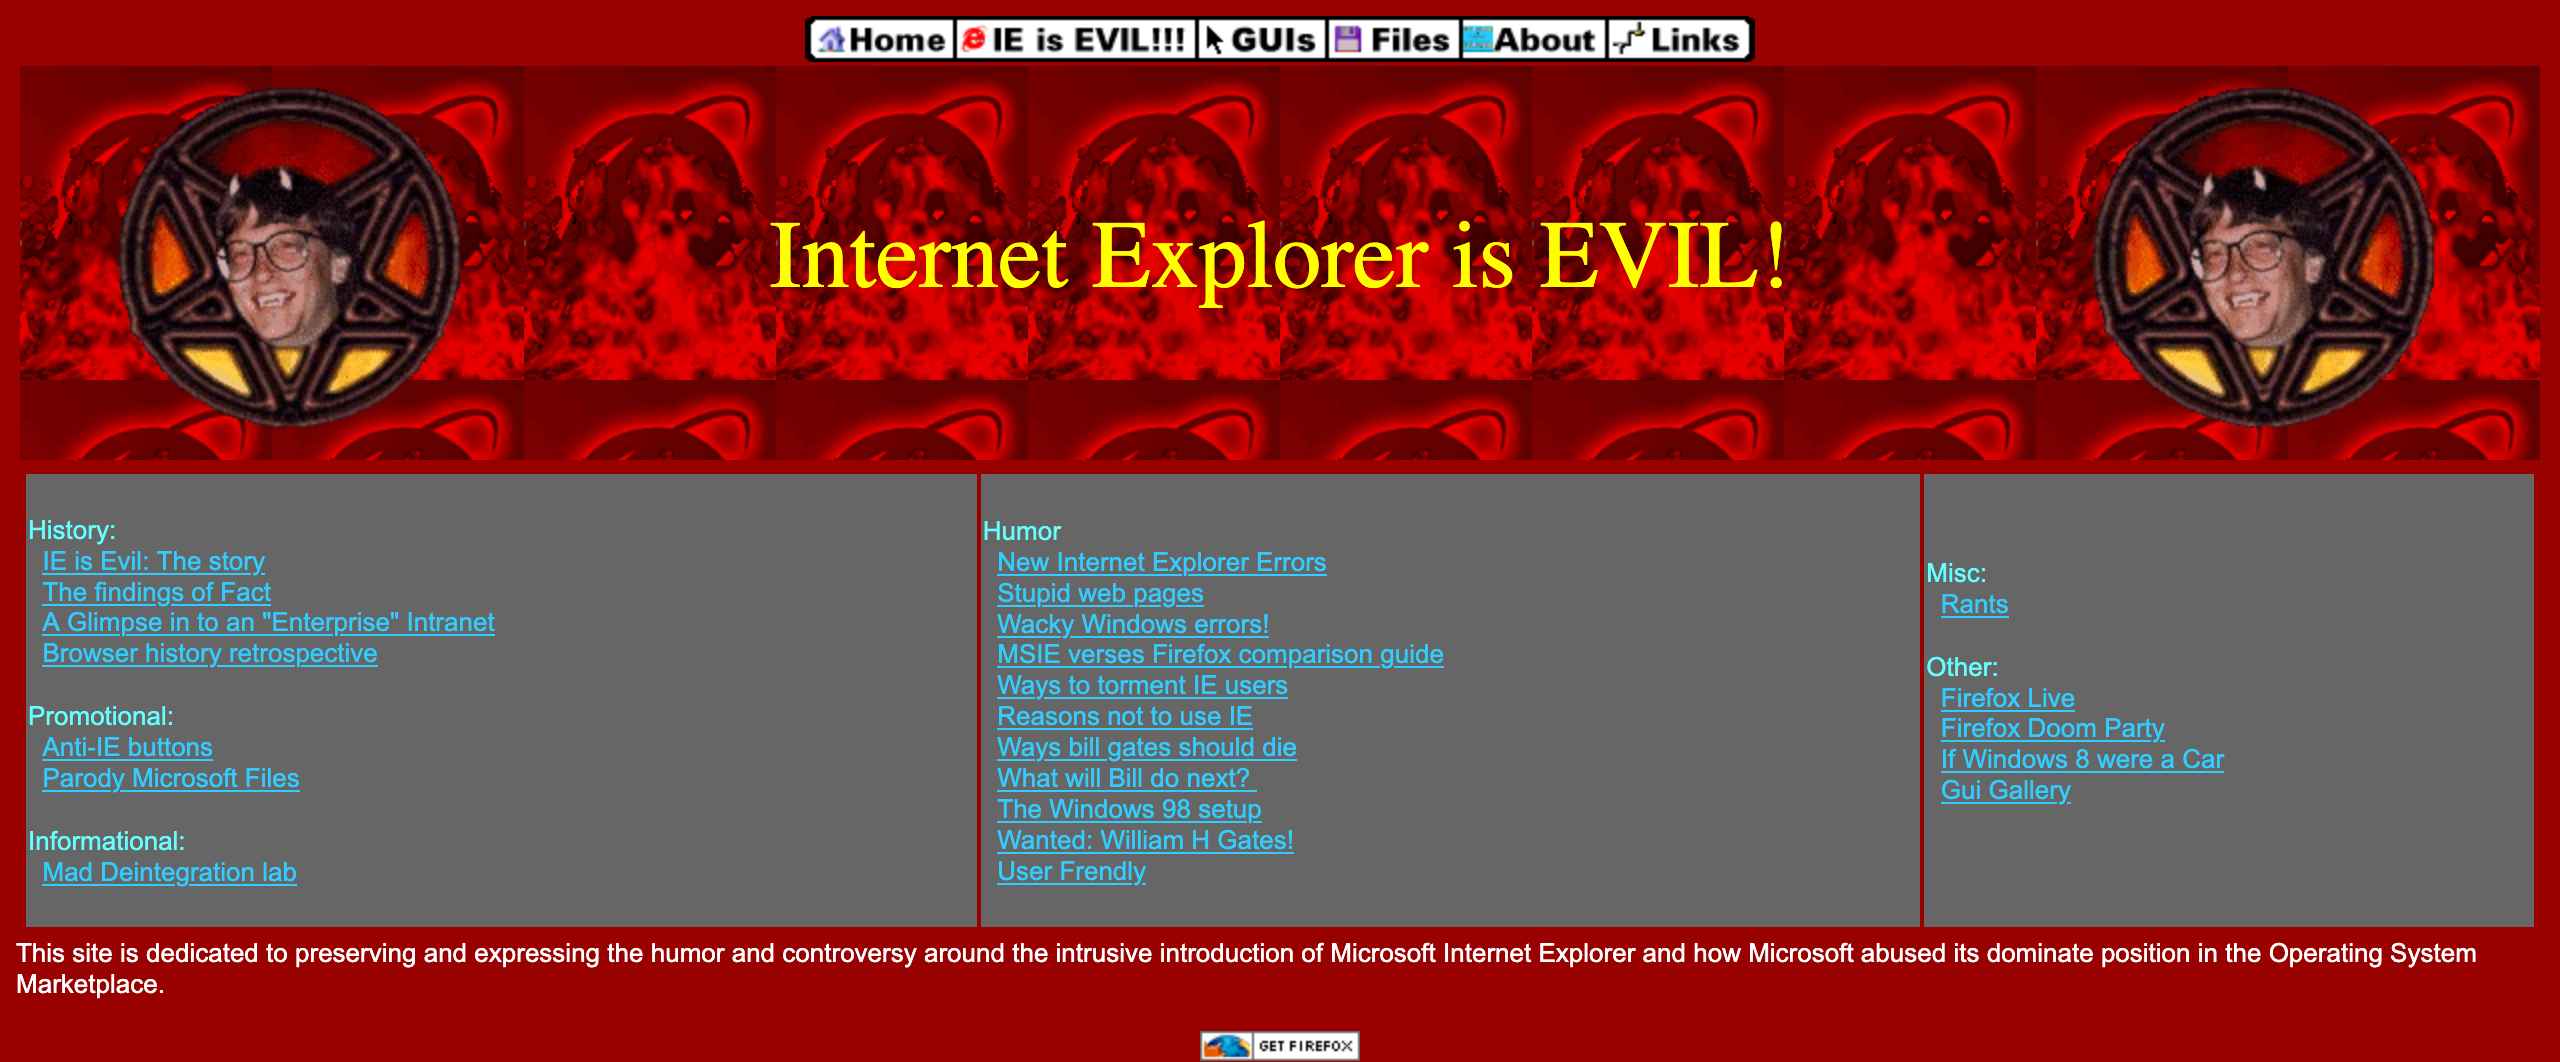 Home IE is EVIL!!! GUIs Files About Links
Internet Explorer is EVIL!
History:
IE is Evil: The story
The findings of Fact
A Glimpse in to an "Enterprise" Intranet
Browser history retrospective
Promotional:
Anti-IE buttons
Parody Microsoft Files
Informational:
Mad Deintegration lab
Humor
New Internet Explorer Errors
Stupid web pages
Wacky Windows errors!
MSIE verses Firefox comparison guide
Ways to torment IE users
Reasons not to use IE
Ways bill gates should die
What will Bill do next?
The Windows 98 setup
Wanted: William H Gates!
User Frendly
Misc:
Rants
Other:
Firefox Live
Firefox Doom Party
If Windows 8 were a Car
Gui Gallery
This site is dedicated to preserving and expressing the humor and controversy around the intrusive introduction of Microsoft Internet Explorer and how Microsoft abused its dominate position in the Operating System
Marketplace.
GET FIREFOX